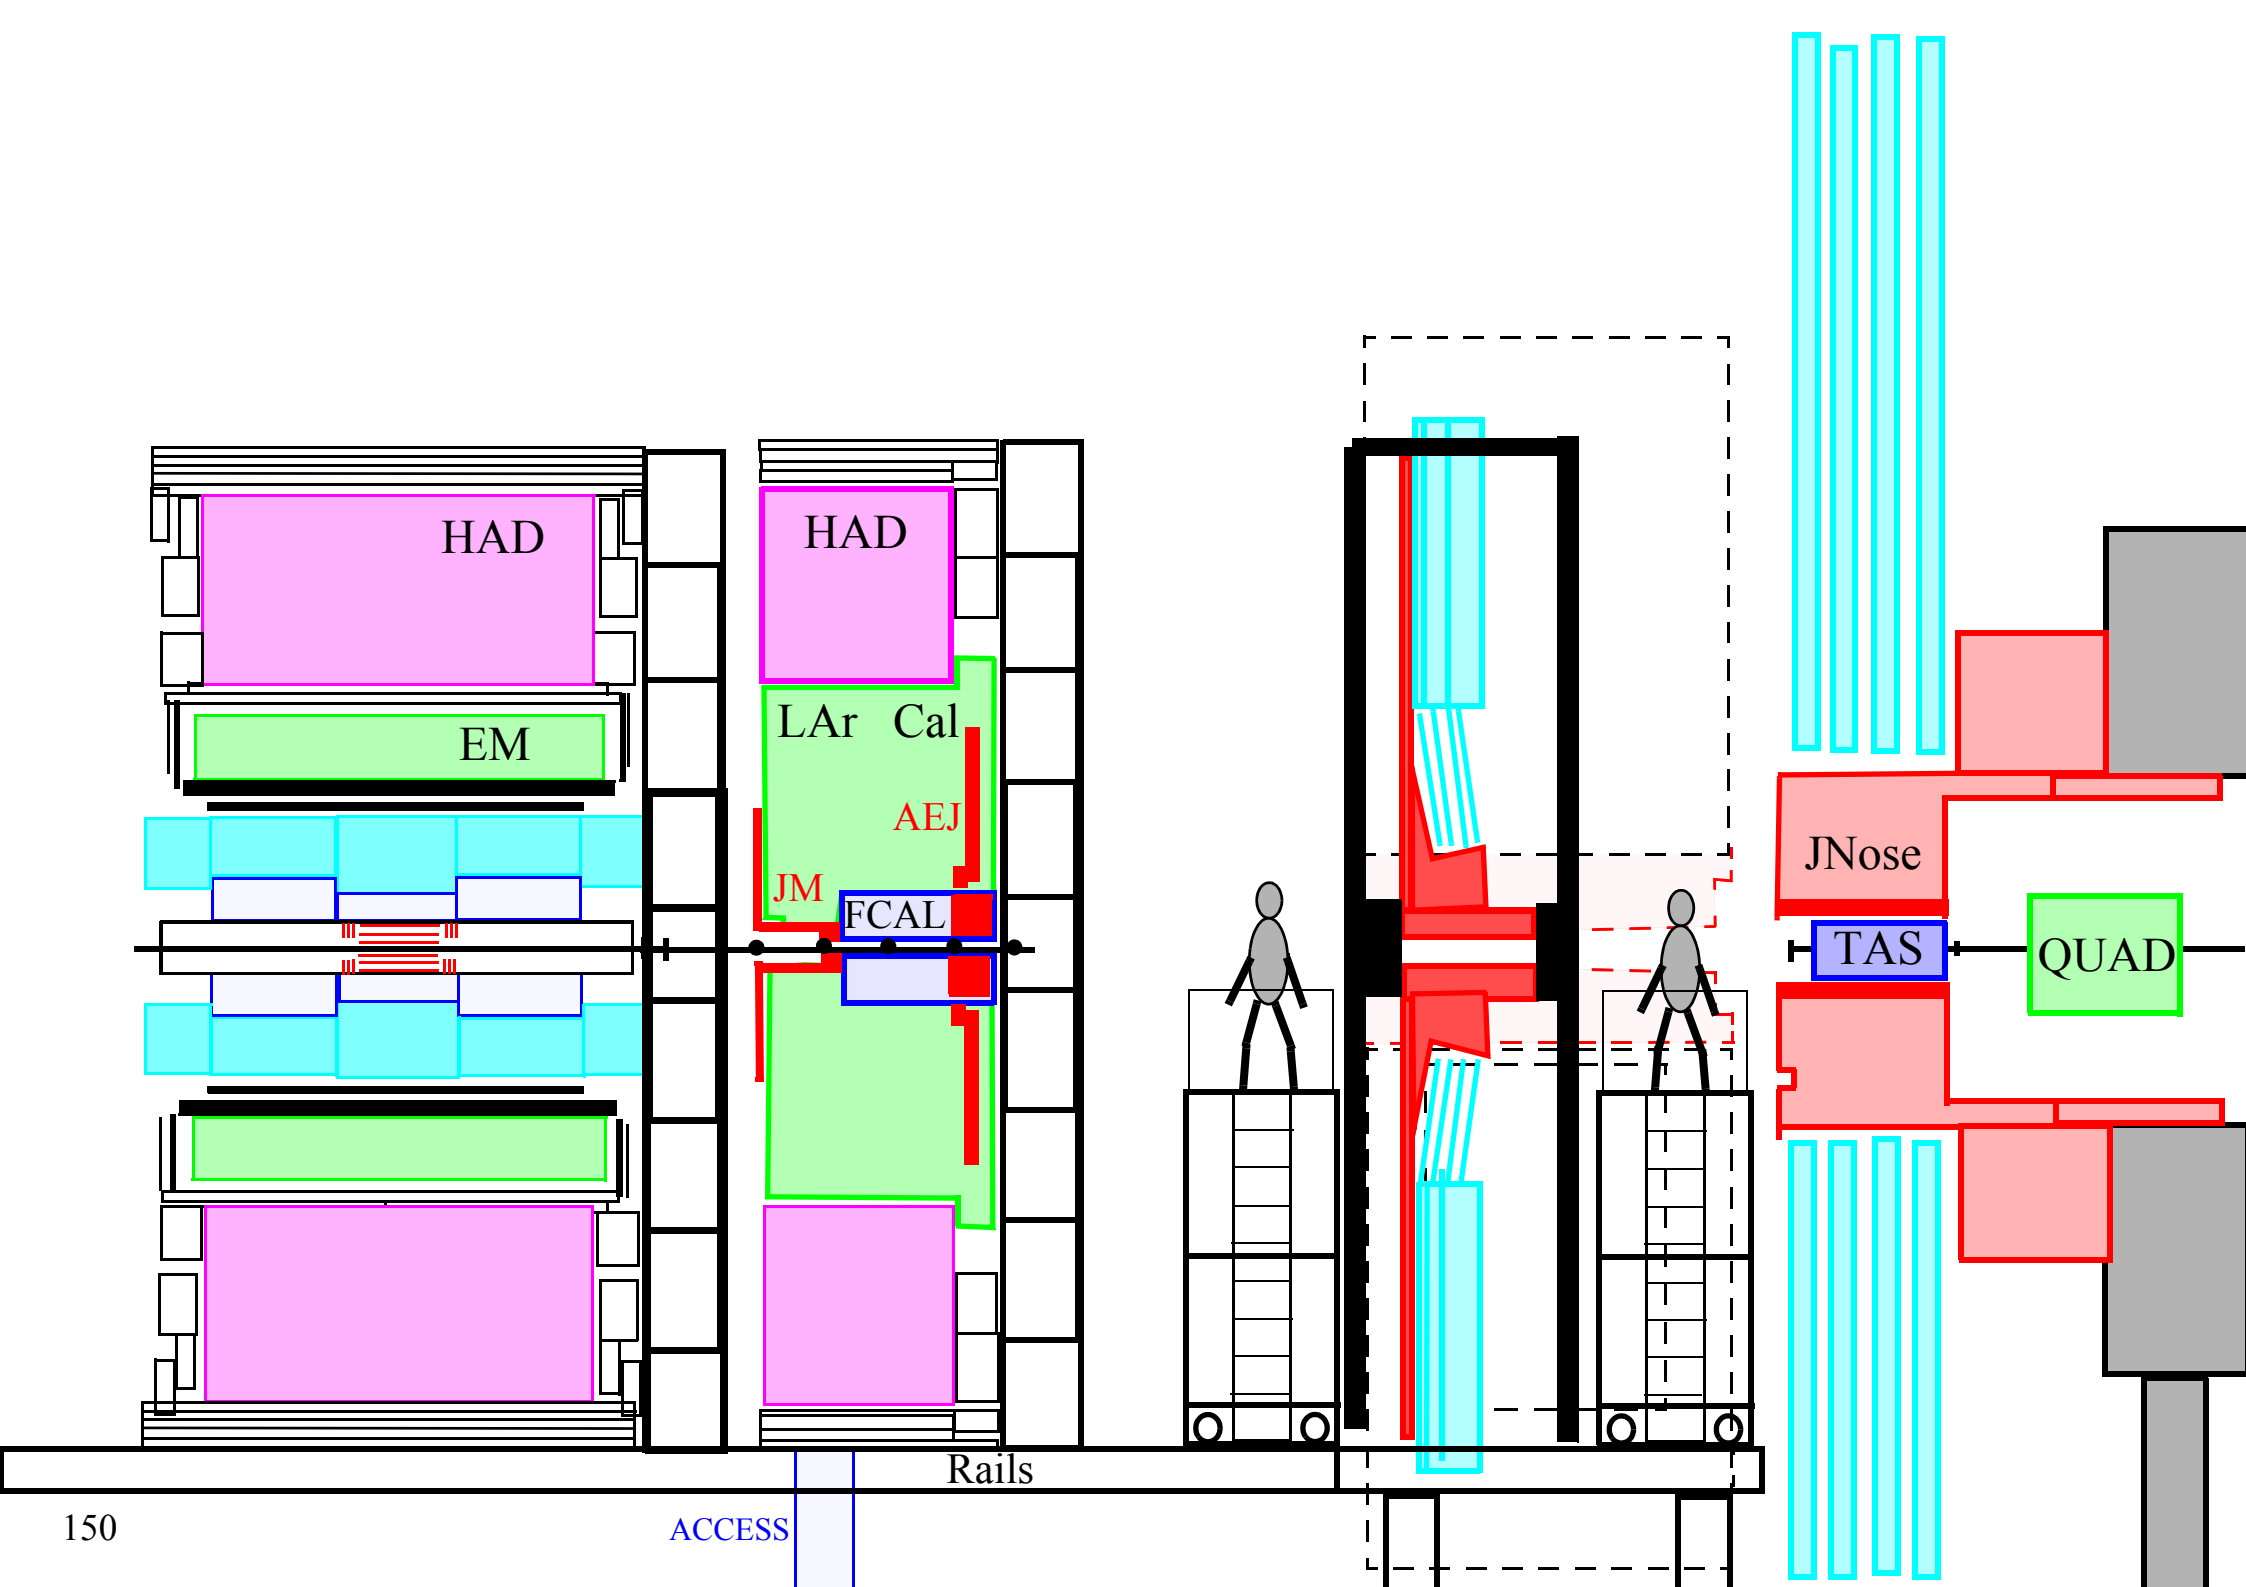 HAD
HAD
LAr Cal
EM
AEJ
JM
FCAL
JNose
TAS
QUAD
Rails
150
ACCESS